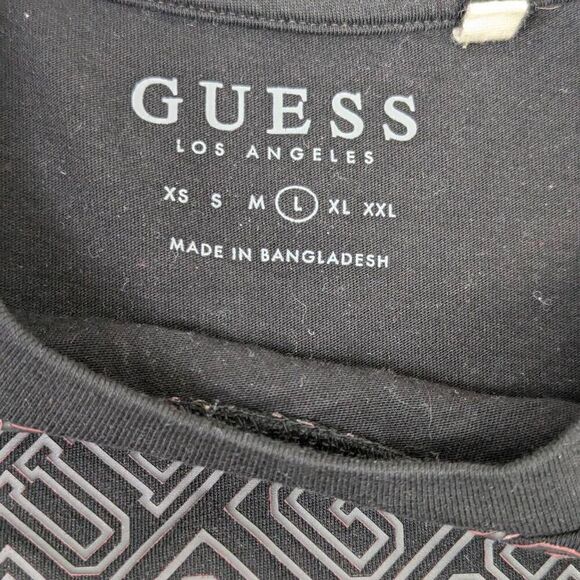 GUESS
LOS ANGELES
XS S M L XL XXL
MADE IN BANGLADESH